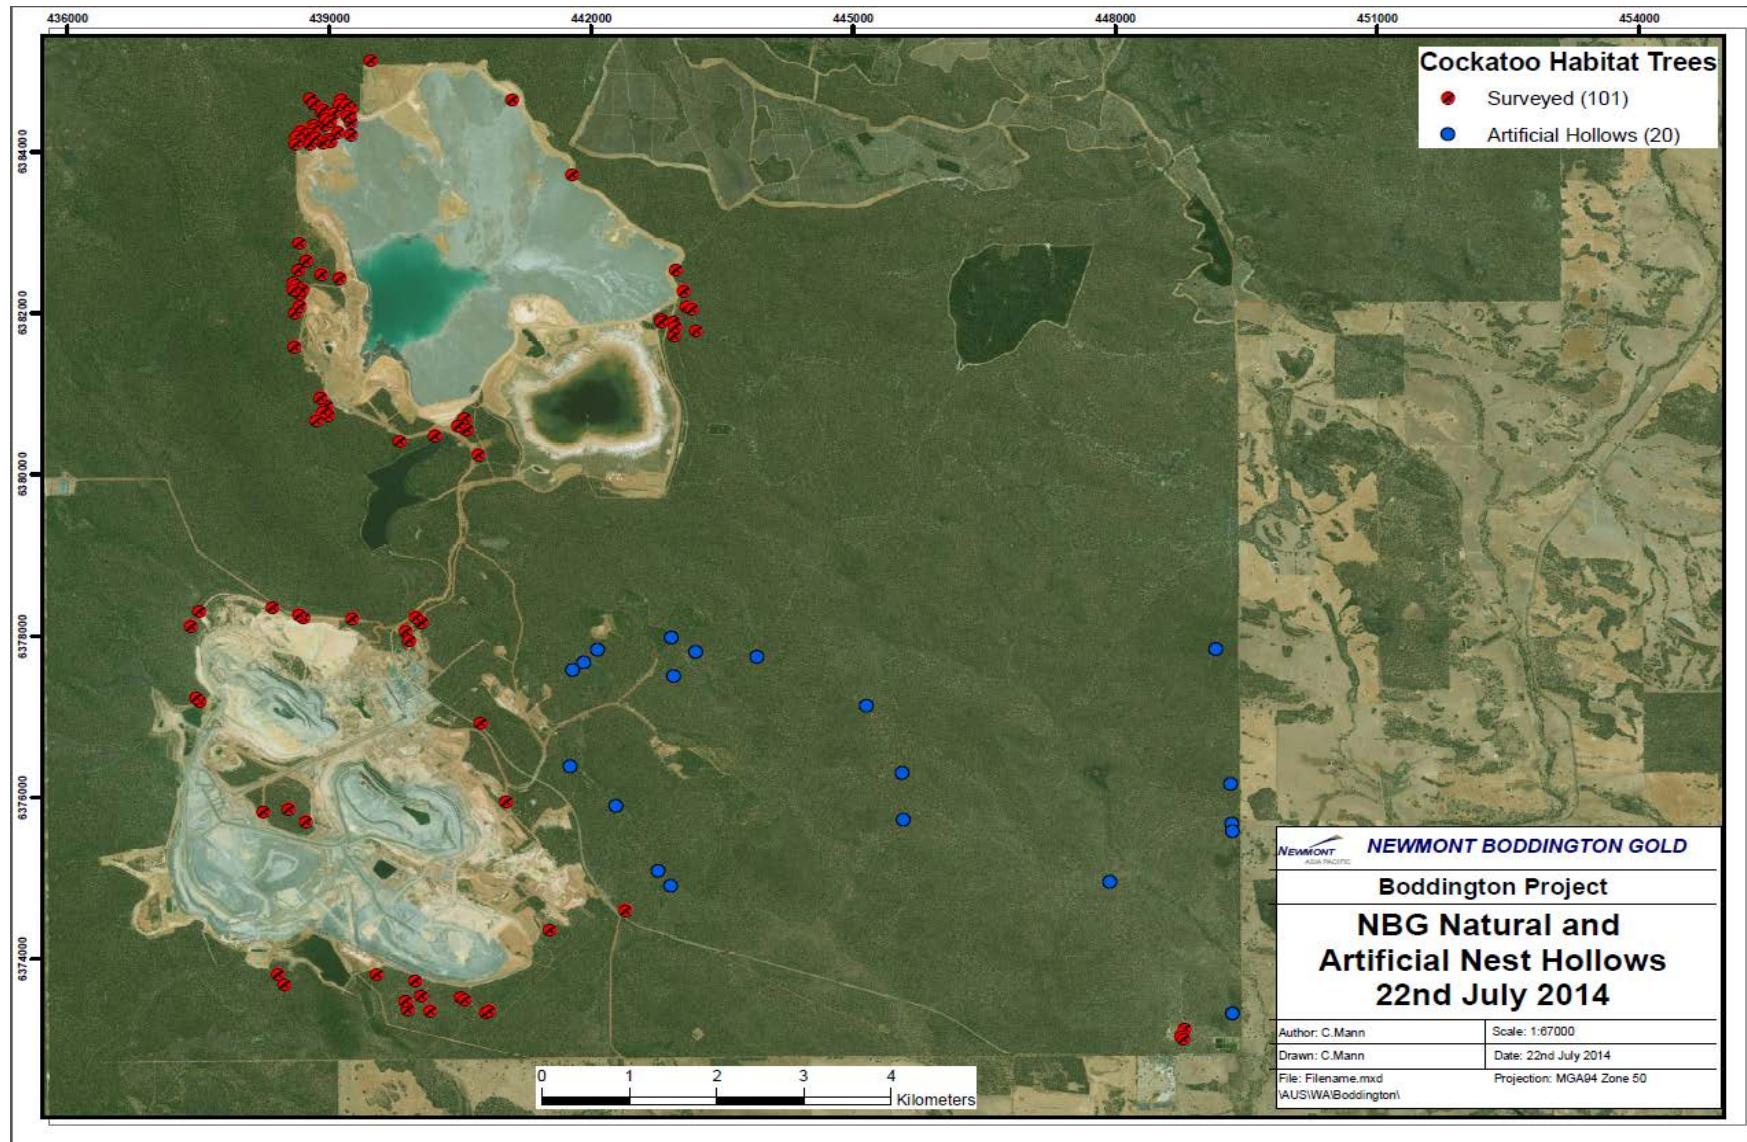 436000 439000 442000 445000 448000 451000 454000
Cockatoo Habitat Trees
Surveyed (101)
Artificial Hollows (20)
6384000
6382000
6380000
6378000
6376000
6374000
NEWMONT
ASIA PACIFIC
NEWMONT BODDINGTON GOLD
Boddington Project
NBG Natural and
Artificial Nest Hollows
22nd July 2014
Author: C.Mann Scale: 1:67000
Drawn: C.Mann Date: 22nd July 2014
File: Filename.mxd Projection: MGA94 Zone 50
\AUS\WA\Boddington\
0 1 2 3 4
Kilometers